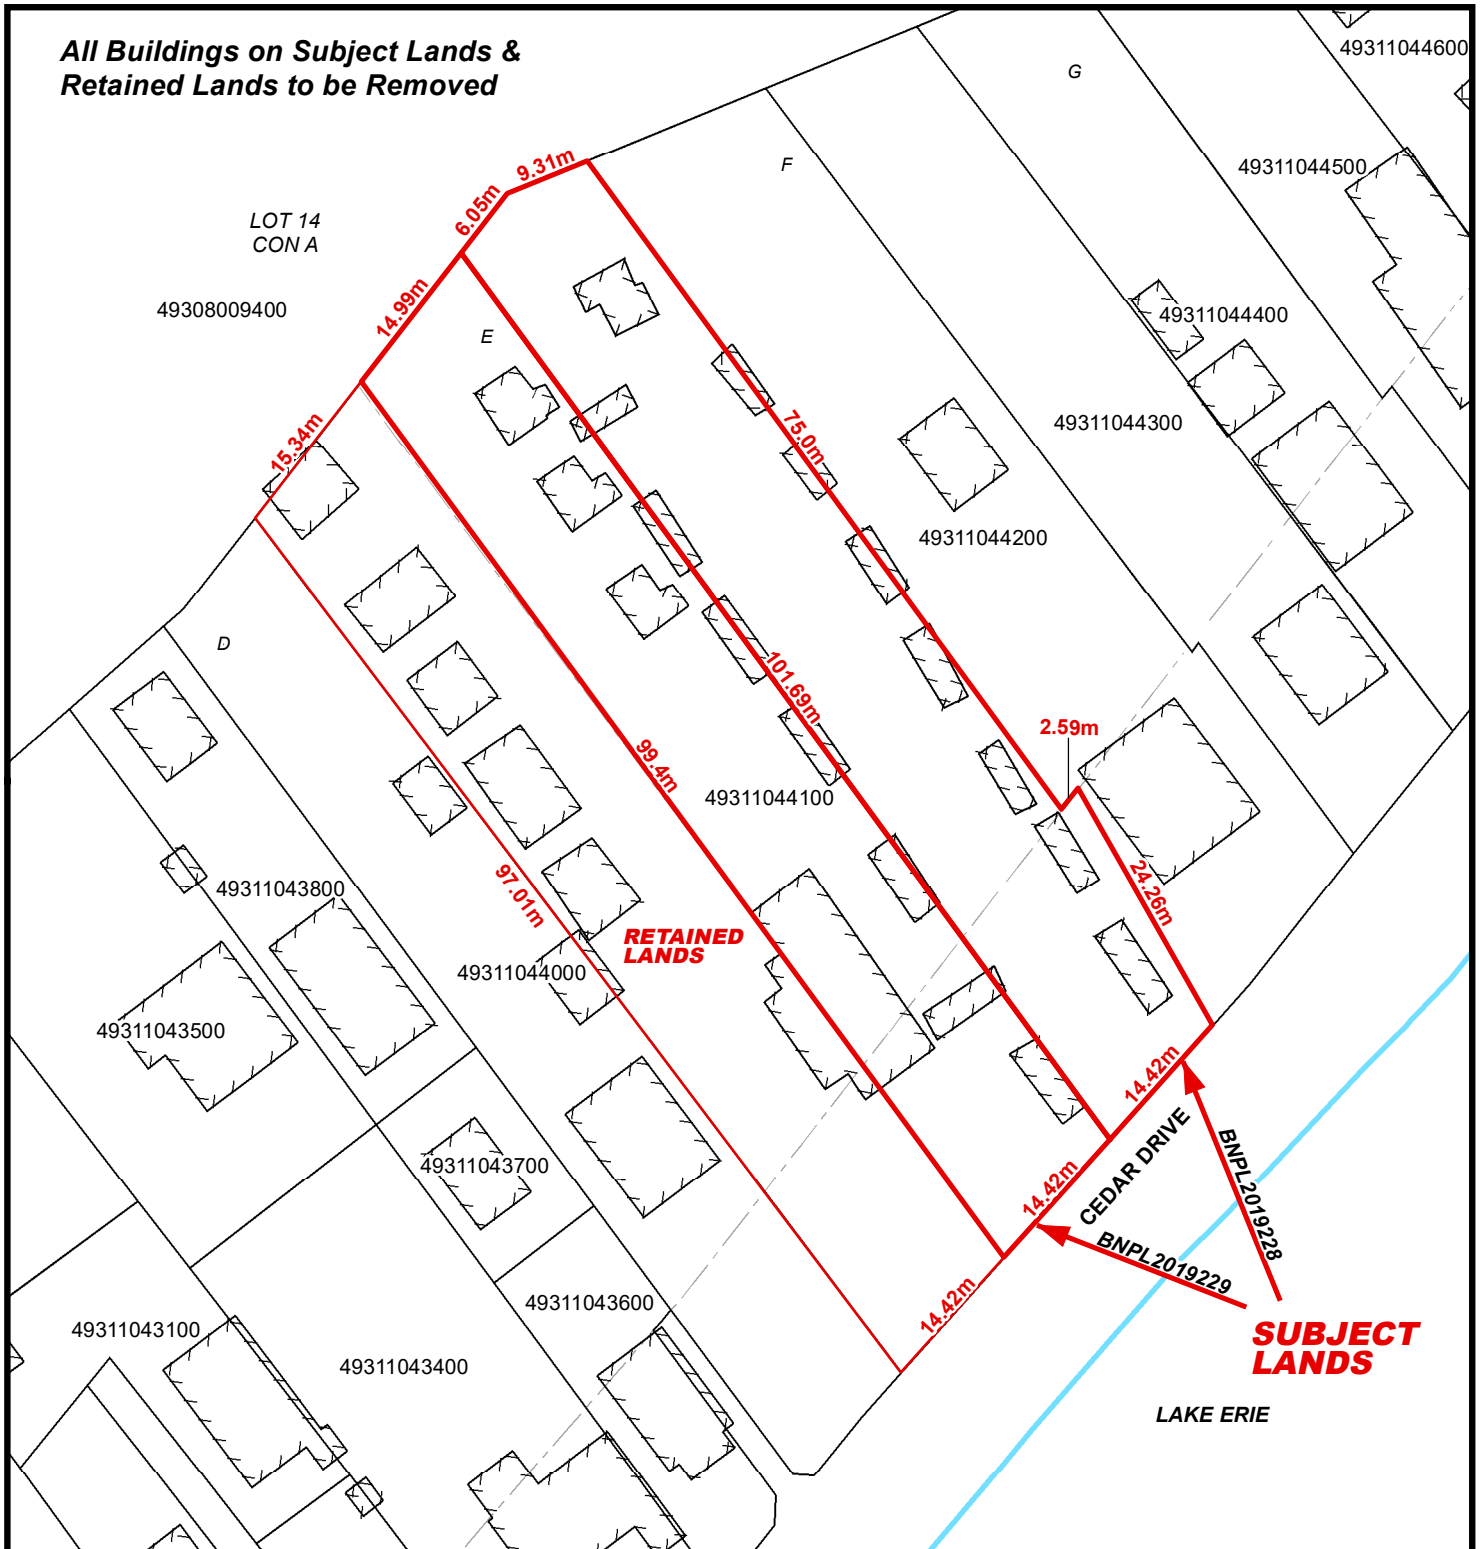 All Buildings on Subject Lands &
Retained Lands to be Removed
49311044600
G
49311044500
F
9.31m
6.05m
LOT 14
CON A
14.99m
49308009400
49311044400
E
15.34m
75.0m
49311044300
49311044200
D
101.69m
2.59m
99.4m
49311044100
97.01m
24.26m
49311043800
RETAINED
LANDS
49311044000
49311043500
14.42m
CEDAR DRIVE
BNPL2019228
49311043700
14.42m
BNPL2019229
14.42m
49311043600
49311043100
49311043400
SUBJECT
LANDS
LAKE ERIE